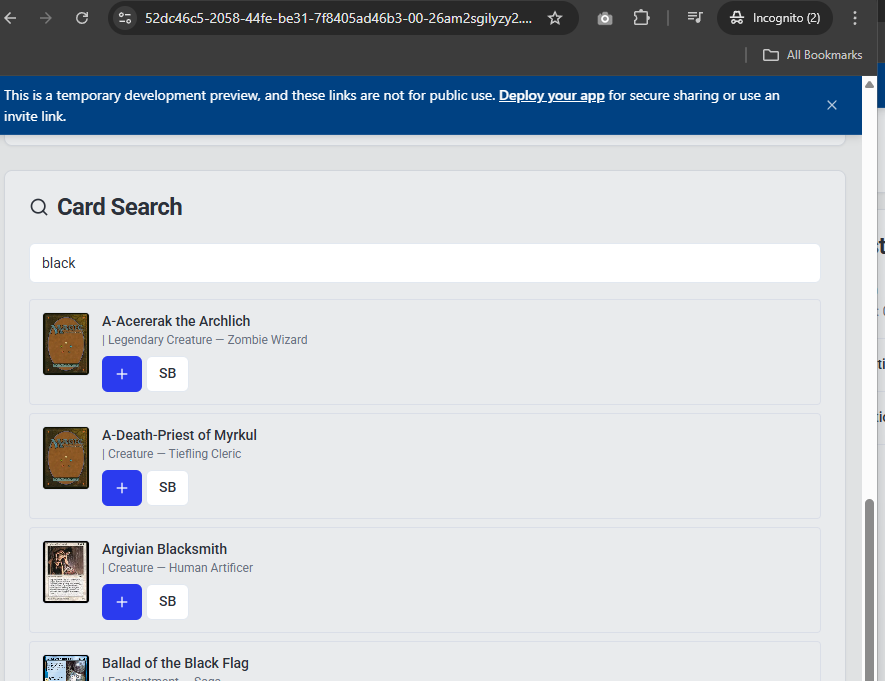 52dc46c5-2058-44fe-be31-7f8405ad46b3-00-26am2sgilyzy2....
Incognito (2)
All Bookmarks
This is a temporary development preview, and these links are not for public use. Deploy your app for secure sharing or use an
invite link.
Card Search
black
A-Acererak the Archlich
| Legendary Creature — Zombie Wizard
+ SB
A-Death-Priest of Myrkul
| Creature — Tiefling Cleric
+ SB
Argivian Blacksmith
| Creature — Human Artificer
+ SB
Ballad of the Black Flag
| Enchantment — Saga